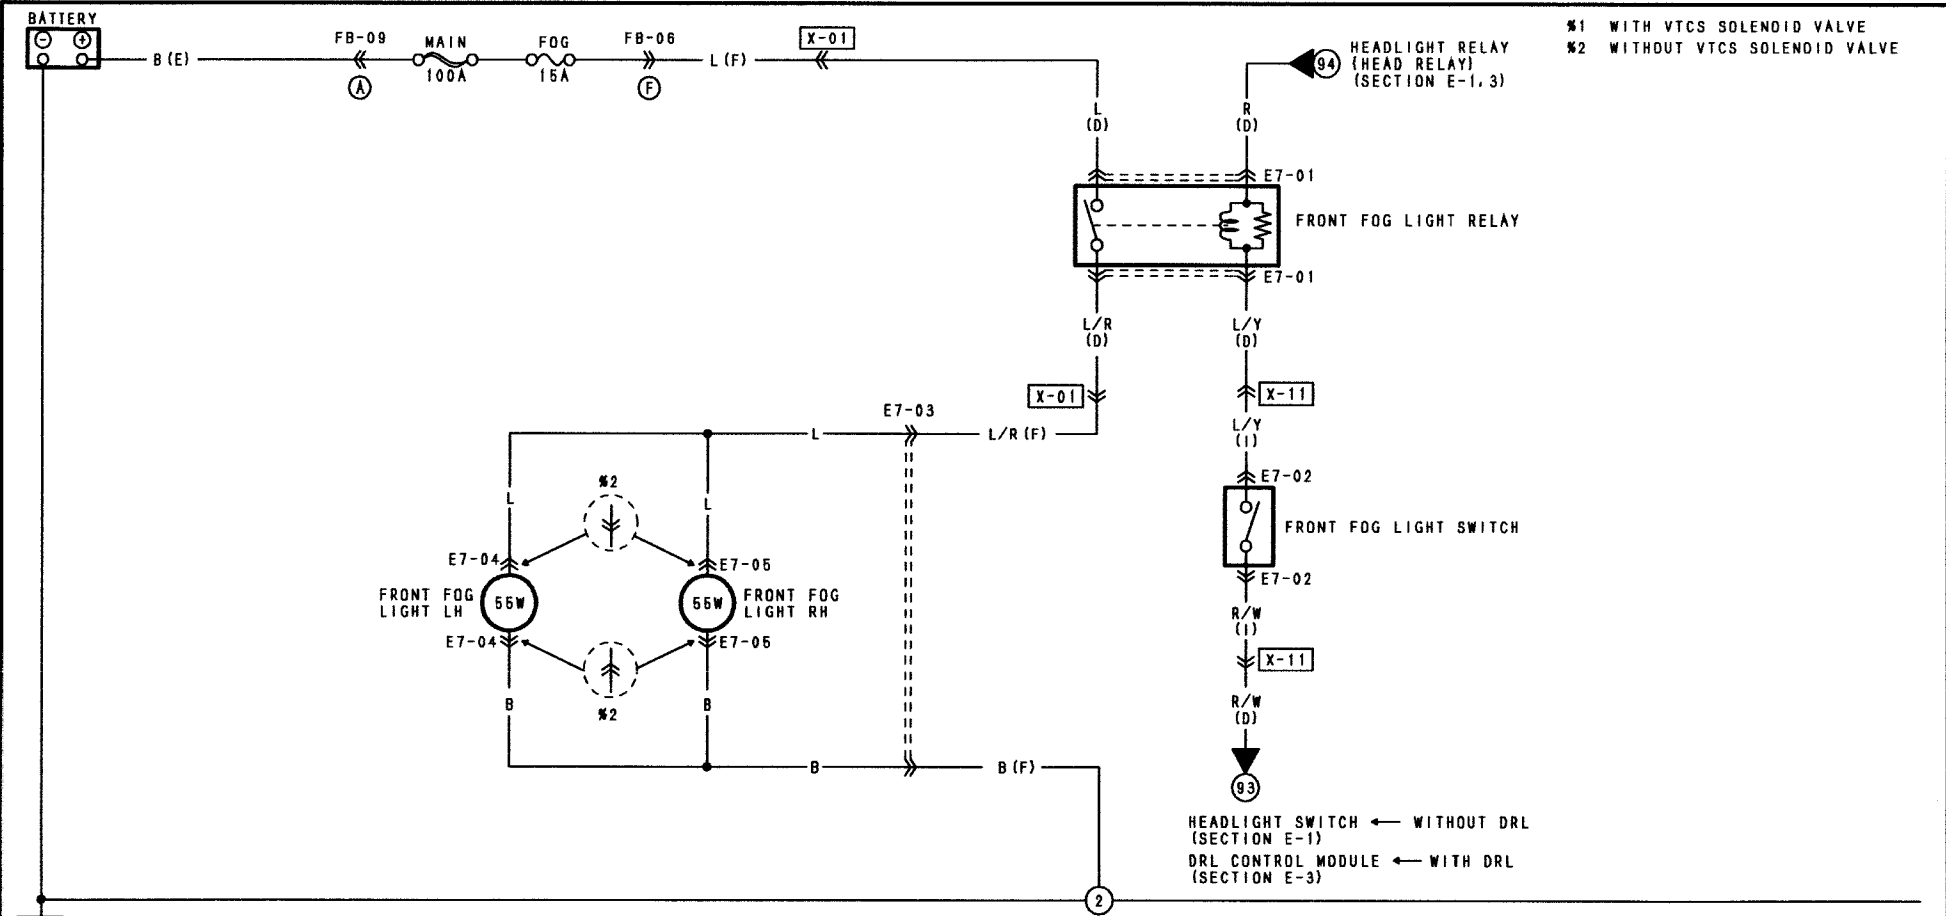 BATTERY
B (E)
FB-09
A
MAIN
100A
FOG
15A
FB-06
F
L (F)
X-01
94
HEADLIGHT RELAY
(HEAD RELAY)
(SECTION E-1,3)
※1 WITH VTCS SOLENOID VALVE
※2 WITHOUT VTCS SOLENOID VALVE
L
(D)
R
(D)
E7-01
FRONT FOG LIGHT RELAY
E7-01
L/R
(D)
L/Y
(D)
X-01
X-11
E7-03
L
L/R (F)
L/Y
(I)
※2
L
L
E7-02
FRONT FOG LIGHT SWITCH
E7-04
E7-05
E7-02
FRONT FOG
LIGHT LH
55W
55W
FRONT FOG
LIGHT RH
R/W
(I)
E7-04
E7-05
X-11
B
※2
B
R/W
(D)
B
B (F)
93
HEADLIGHT SWITCH ← WITHOUT DRL
(SECTION E-1)
DRL CONTROL MODULE ← WITH DRL
(SECTION E-3)
2